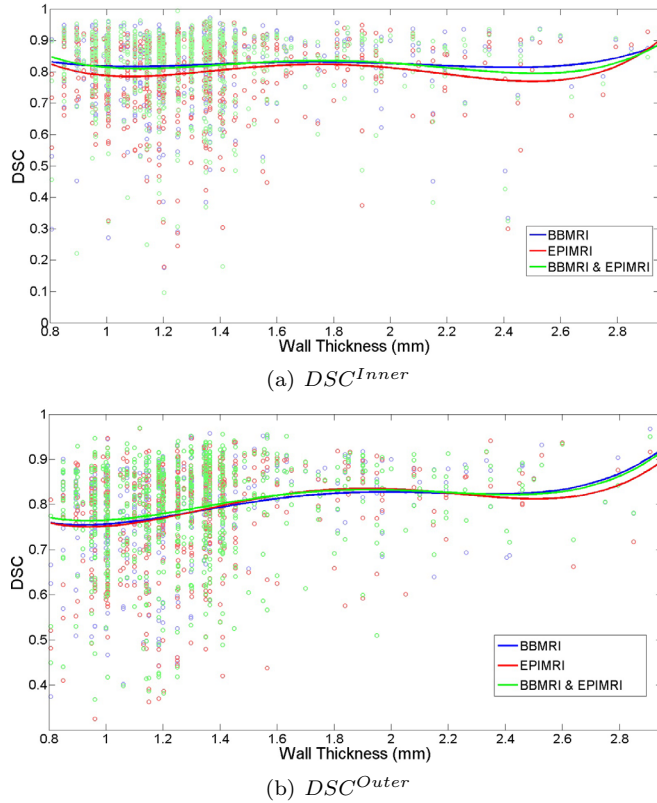 1
0.9
0.8
0.7
0.6
0.5
0.4
0.3
0.2
0.1
0
DSC
BBMRI
EPIMRI
BBMRI & EPIMRI
0.8 1 1.2 1.4 1.6 1.8 2 2.2 2.4 2.6 2.8
Wall Thickness (mm)
(a) DSC^Inner
1
0.9
0.8
0.7
0.6
0.5
0.4
DSC
BBMRI
EPIMRI
BBMRI & EPIMRI
0.8 1 1.2 1.4 1.6 1.8 2 2.2 2.4 2.6 2.8
Wall Thickness (mm)
(b) DSC^Outer